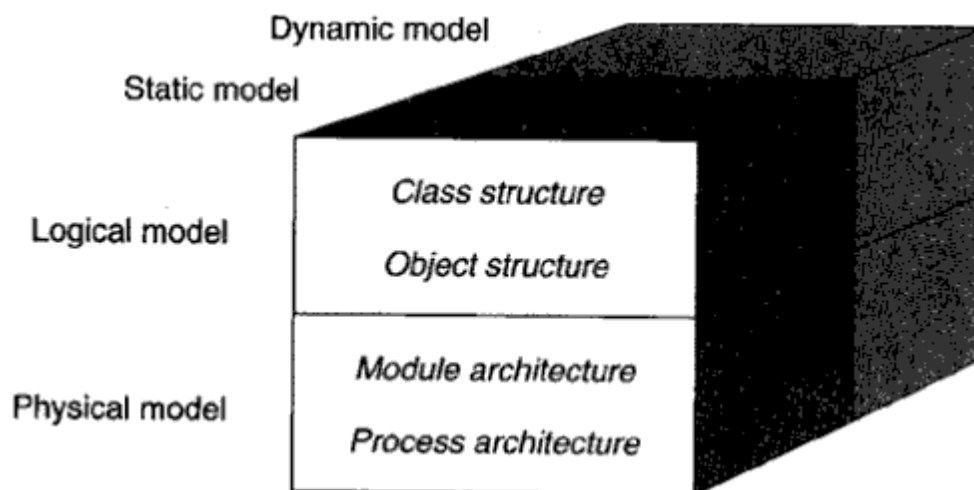 Dynamic model
Static model
Class structure
Logical model
Object structure
Module architecture
Physical model
Process architecture